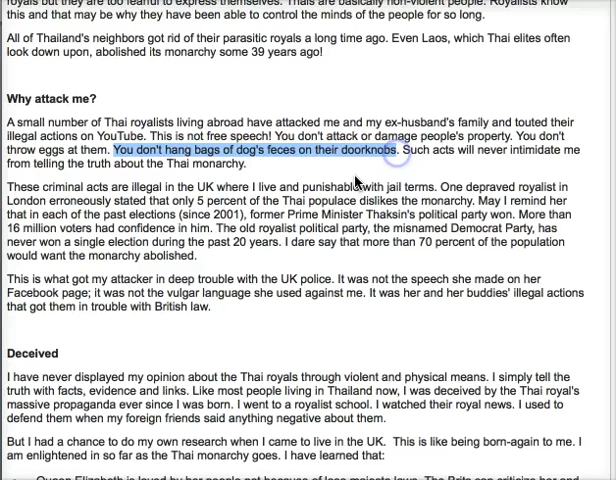 royals but they are too fearful to express themselves. Thais are basically non-violent people. Royalists know
this and that may be why they have been able to control the minds of the people for so long.
All of Thailand's neighbors got rid of their parasitic royals a long time ago. Even Laos, which Thai elites often
look down upon, abolished its monarchy some 39 years ago!
Why attack me?
A small number of Thai royalists living abroad have attacked me and my ex-husband's family and touted their
illegal actions on YouTube. This is not free speech! You don't attack or damage people's property. You don't
throw eggs at them. You don't hang bags of dog's feces on their doorknobs. Such acts will never intimidate me
from telling the truth about the Thai monarchy.
These criminal acts are illegal in the UK where I live and punishable with jail terms. One depraved royalist in
London erroneously stated that only 5 percent of the Thai populace dislikes the monarchy. May I remind her
that in each of the past elections (since 2001), former Prime Minister Thaksin's political party won. More than
16 million voters had confidence in him. The old royalist political party, the misnamed Democrat Party, has
never won a single election during the past 20 years. I dare say that more than 70 percent of the population
would want the monarchy abolished.
This is what got my attacker in deep trouble with the UK police. It was not the speech she made on her
Facebook page; it was not the vulgar language she used against me. It was her and her buddies' illegal actions
that got them in trouble with British law.
Deceived
I have never displayed my opinion about the Thai royals through violent and physical means. I simply tell the
truth with facts, evidence and links. Like most people living in Thailand now, I was deceived by the Thai royal's
massive propaganda ever since I was born. I went to a royalist school. I watched their royal news. I used to
defend them when my foreign friends said anything negative about them.
But I had a chance to do my own research when I came to live in the UK. This is like being born-again to me. I
am enlightened in so far as the Thai monarchy goes. I have learned that:
Queen Elizabeth is loved by her people not because of lese majeste laws. The Brits can criticize her and